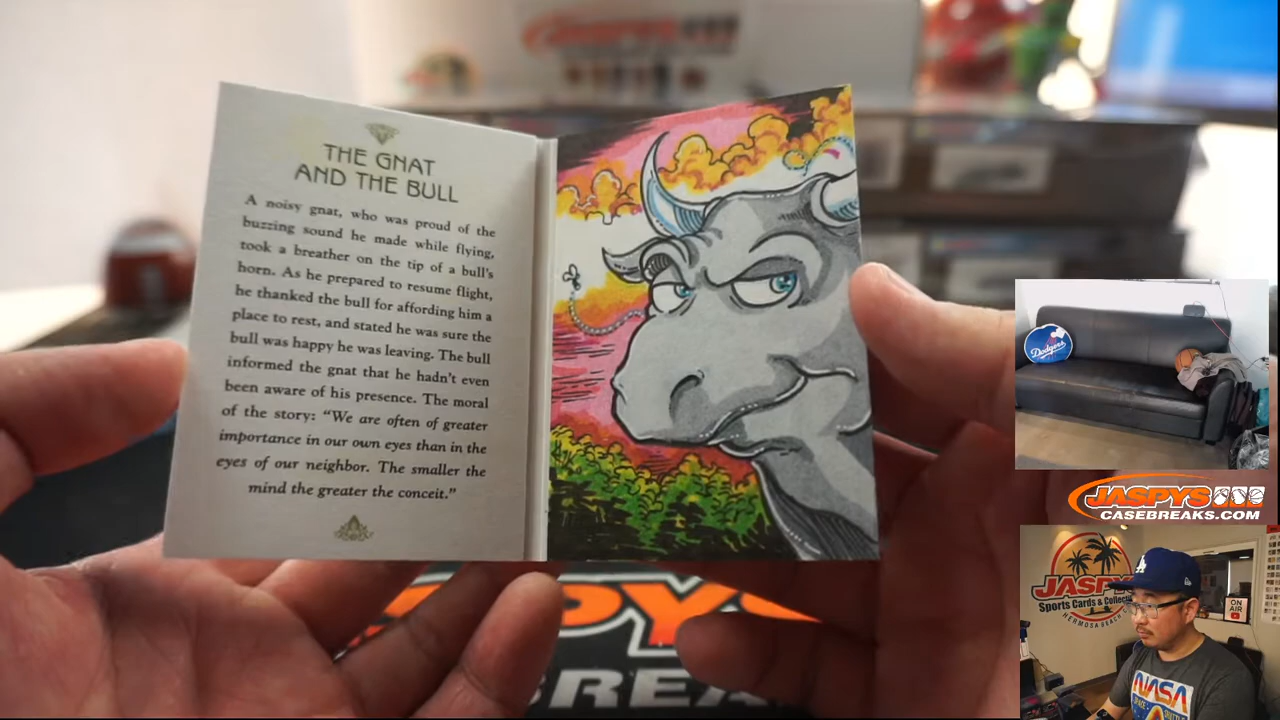 THE GNAT
AND THE BULL
A noisy gnat, who was proud of the
buzzing sound he made while flying,
took a breather on the tip of a bull's
horn. As he prepared to resume flight,
he thanked the bull for affording him a
place to rest, and stated he was sure the
bull was happy he was leaving. The bull
informed the gnat that he hadn't even
been aware of his presence. The moral
of the story: "We are often of greater
importance in our own eyes than in the
eyes of our neighbor. The smaller the
mind the greater the conceit."
JASPYS
BREA
Dodgers
JASPYS
CASEBREAKS.COM
JASPYS
Sports Cards & Collect
HERMOSA BEACH
LA
ON
AIR
NASA